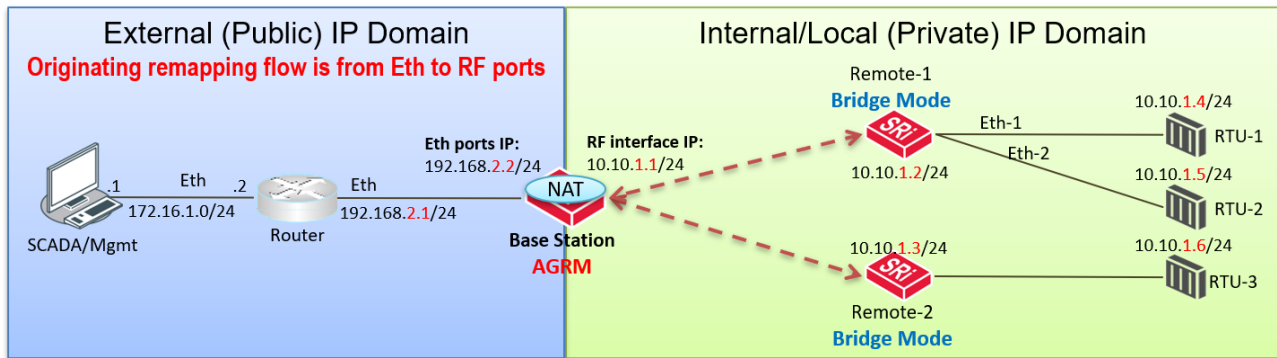 External (Public) IP Domain
Originating remapping flow is from Eth to RF ports
Internal/Local (Private) IP Domain
Remote-1
Bridge Mode
SRi
10.10.1.2/24
Eth-1
Eth-2
10.10.1.4/24
RTU-1
10.10.1.5/24
RTU-2
10.10.1.6/24
RTU-3
Eth ports IP:
192.168.2.2/24
RF interface IP:
10.10.1.1/24
.1
Eth
.2
172.16.1.0/24
SCADA/Mgmt
Router
Eth
192.168.2.1/24
NAT
Base Station
AGRM
10.10.1.3/24
SRi
Remote-2
Bridge Mode